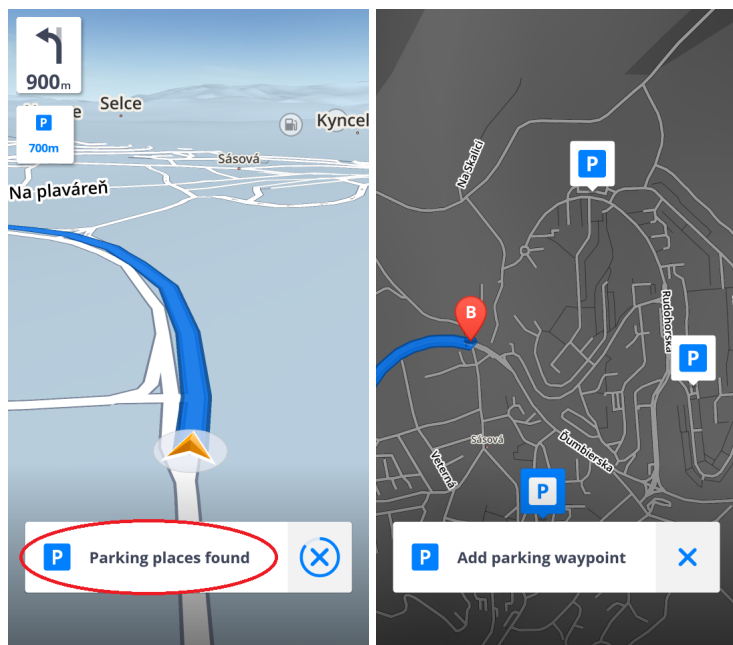 900m
Selce
e
P
700m
Kyncel
Sásová
Na plaváreň
P Parking places found
Na Skalici
P
B
Rudohorská
P
Sásová
Ďumbierska
Veterná
P
P Add parking waypoint